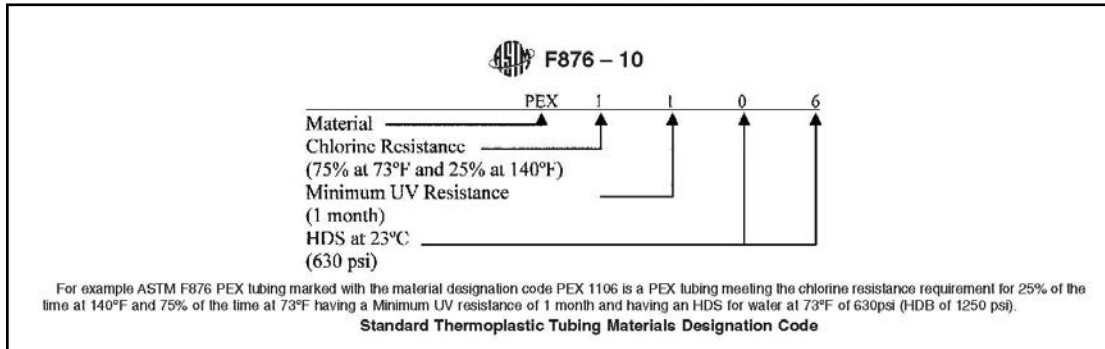 ASTM F876 – 10
PEX 1 1 0 6
Material
Chlorine Resistance
(75% at 73ºF and 25% at 140ºF)
Minimum UV Resistance
(1 month)
HDS at 23ºC
(630 psi)
For example ASTM F876 PEX tubing marked with the material designation code PEX 1106 is a PEX tubing meeting the chlorine resistance requirement for 25% of the
time at 140°F and 75% of the time at 73°F having a Minimum UV resistance of 1 month and having an HDS for water at 73°F of 630psi (HDB of 1250 psi).
Standard Thermoplastic Tubing Materials Designation Code